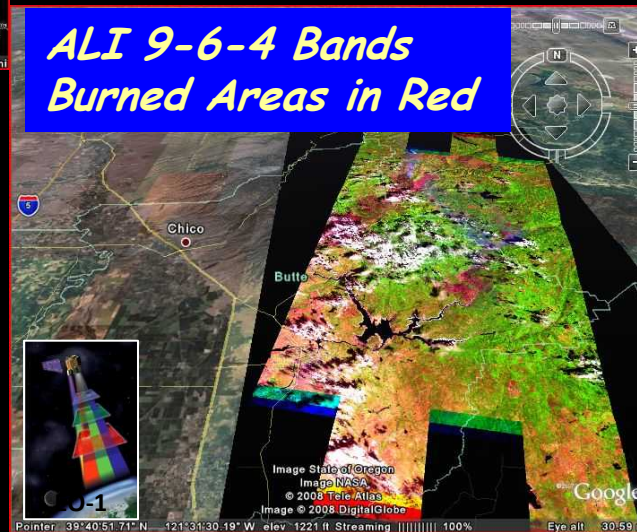 ALI 9-6-4 Bands
Burned Areas in Red
N
5
Chico
Butte
Image State of Oregon
Image NASA
© 2008 Tele Atlas
Image © 2008 DigitalGlobe
Google
Pointer 39°40'51.71" N 121°31'30.19" W elev 1221 ft Streaming |||||||||| 100% Eye alt 30.59